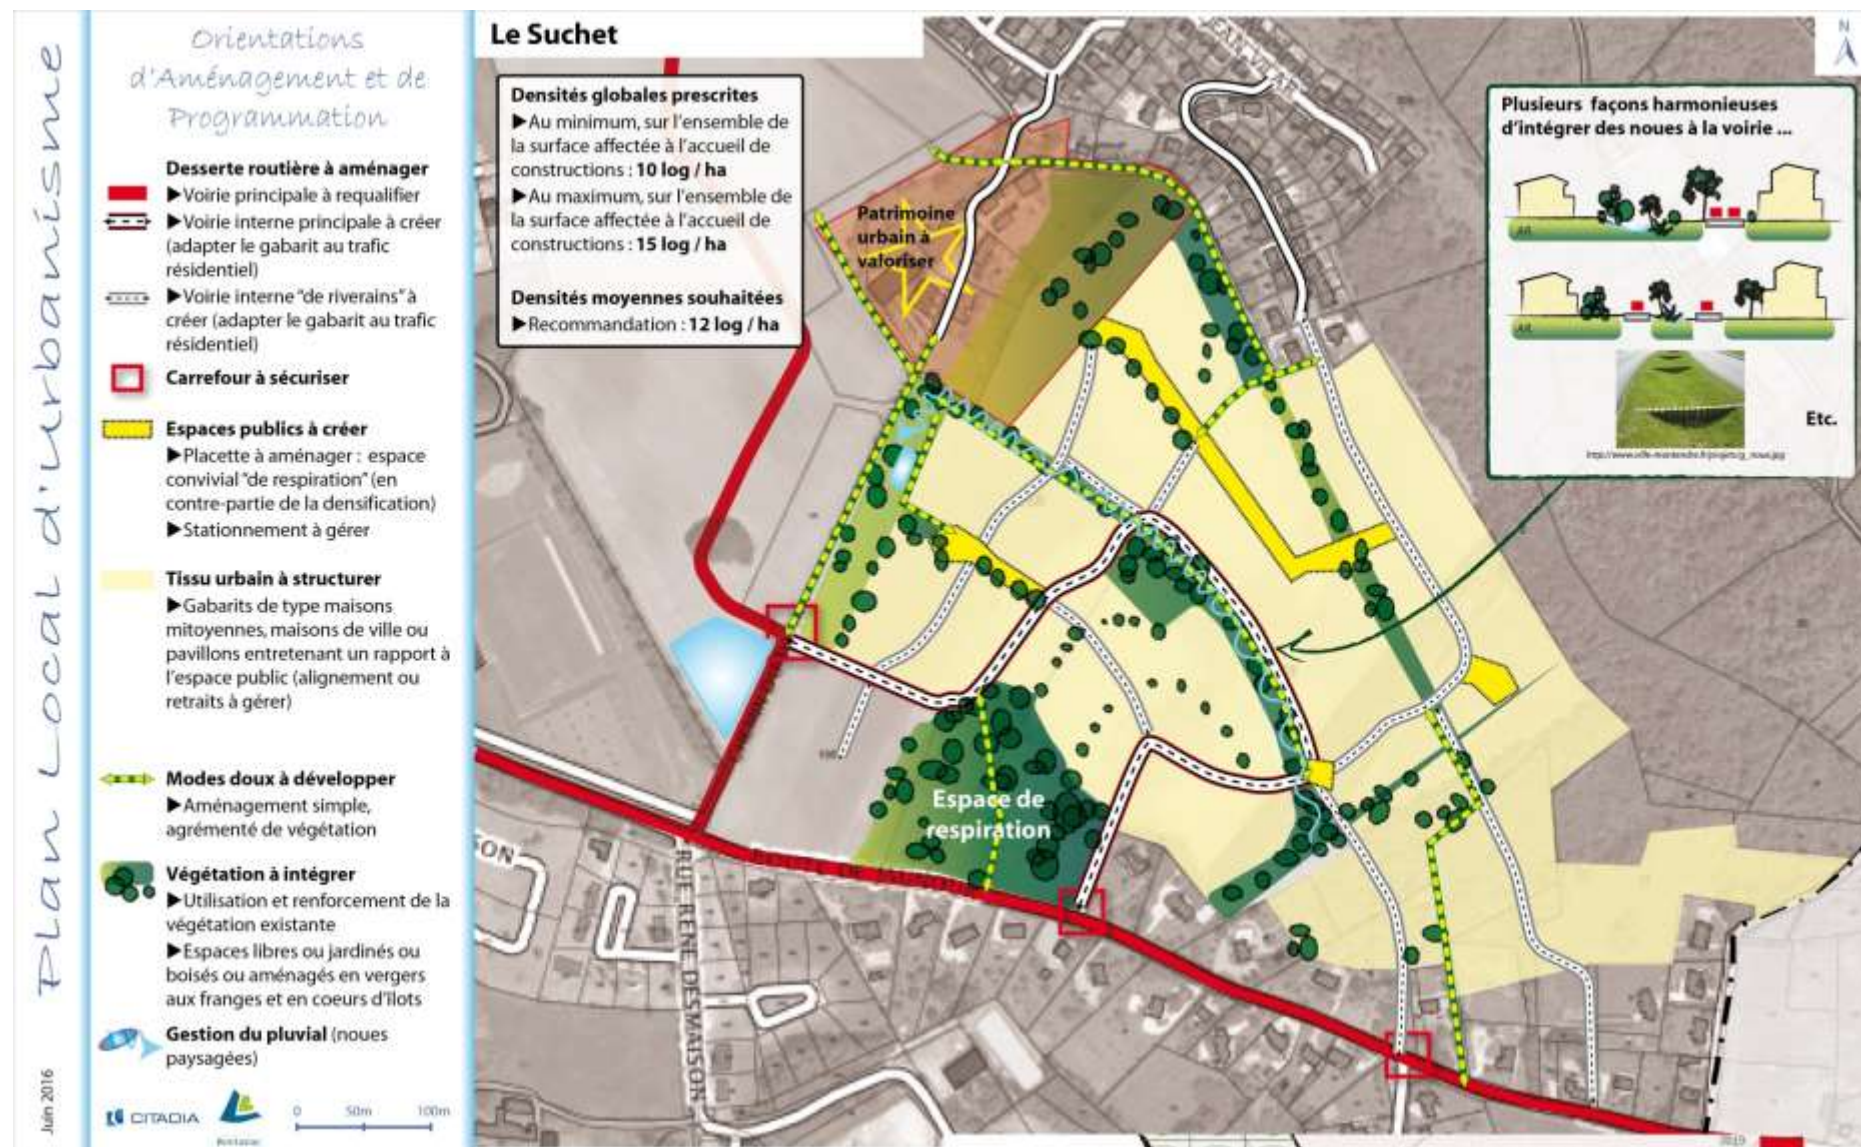 Plan Local d'urbanisme
Juin 2016
Orientations
d'Aménagement et de
Programmation
Desserte routière à aménager
▶Voirie principale à requalifier
▶Voirie interne principale à créer
(adapter le gabarit au trafic
résidentiel)
▶Voirie interne "de riverains" à
créer (adapter le gabarit au trafic
résidentiel)
Carrefour à sécuriser
Espaces publics à créer
▶Placette à aménager : espace
convivial "de respiration" (en
contre-partie de la densification)
▶Stationnement à gérer
Tissu urbain à structurer
▶Gabarits de type maisons
mitoyennes, maisons de ville ou
pavillons entretenant un rapport à
l'espace public (alignement ou
retraits à gérer)
Modes doux à développer
▶Aménagement simple,
agrémenté de végétation
Végétation à intégrer
▶Utilisation et renforcement de la
végétation existante
▶Espaces libres ou jardinés ou
boisés ou aménagés en vergers
aux franges et en coeurs d'îlots
Gestion du pluvial (noues
paysagées)
CITADIA
0 50m 100m
Le Suchet
Densités globales prescrites
▶Au minimum, sur l'ensemble de
la surface affectée à l'accueil de
constructions : 10 log / ha
▶Au maximum, sur l'ensemble de
la surface affectée à l'accueil de
constructions : 15 log / ha
Densités moyennes souhaitées
▶Recommandation : 12 log / ha
Patrimoine
urbain à
valoriser
Espace de
respiration
RUE RENE DESMAISON
SON
N
Plusieurs façons harmonieuses
d'intégrer des noues à la voirie ...
Etc.